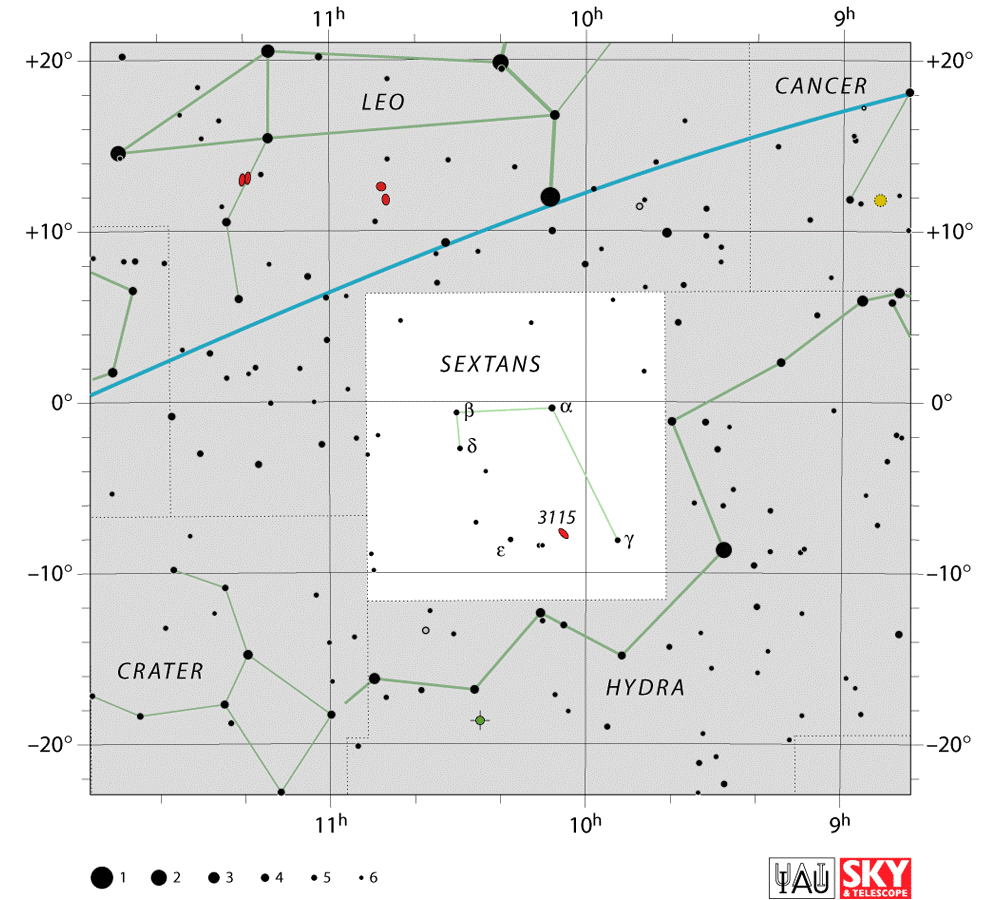 11h 10h 9h
+20° +20°
CANCER
LEO
+10° +10°
SEXTANS
0° β α 0°
δ
3115
ε γ
−10° −10°
CRATER
HYDRA
−20° −20°
11h 10h 9h
1 2 3 4 5 6
IAU
SKY
& TELESCOPE